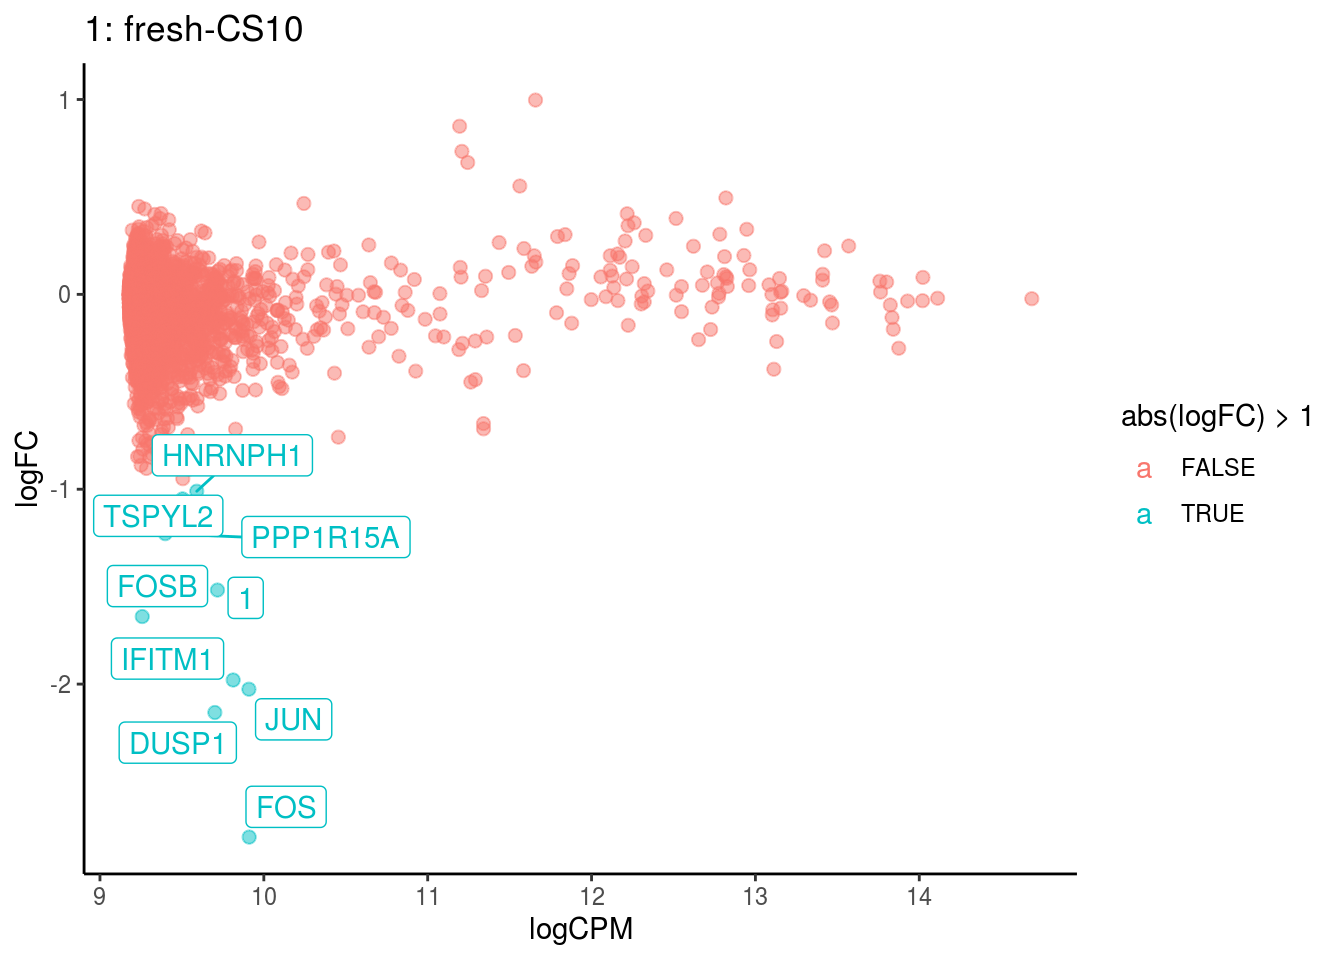 1: fresh-CS10
logFC
1
0
-1
-2
HNRNPH1
TSPYL2
PPP1R15A
FOSB
1
IFITM1
JUN
DUSP1
FOS
9 10 11 12 13 14
logCPM
abs(logFC) > 1
a FALSE
a TRUE